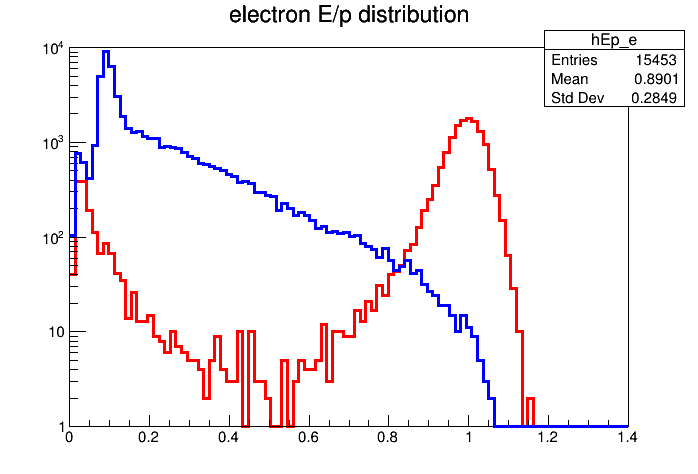 electron E/p distribution
hEp_e
Entries 15453
Mean 0.8901
Std Dev 0.2849
10^4
10^3
10^2
10
1
0 0.2 0.4 0.6 0.8 1 1.2 1.4